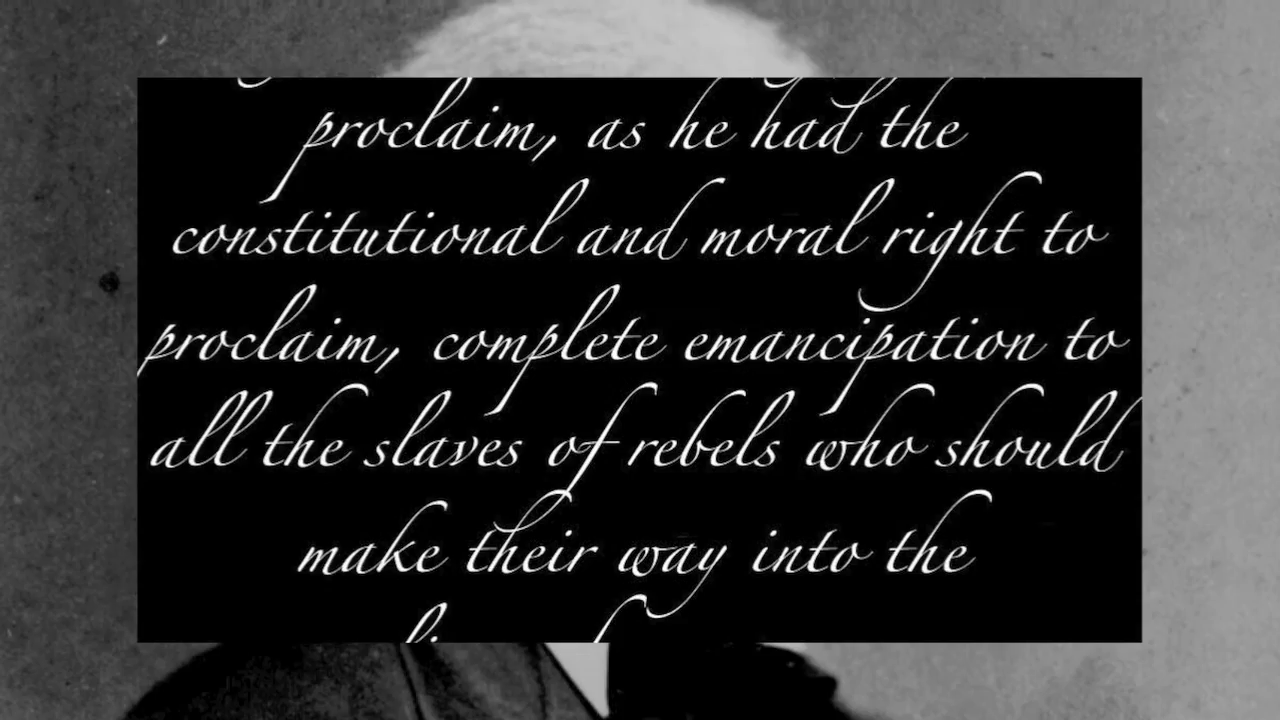 proclaim, as he had the
constitutional and moral right to
proclaim, complete emancipation to
all the slaves of rebels who should
make their way into the